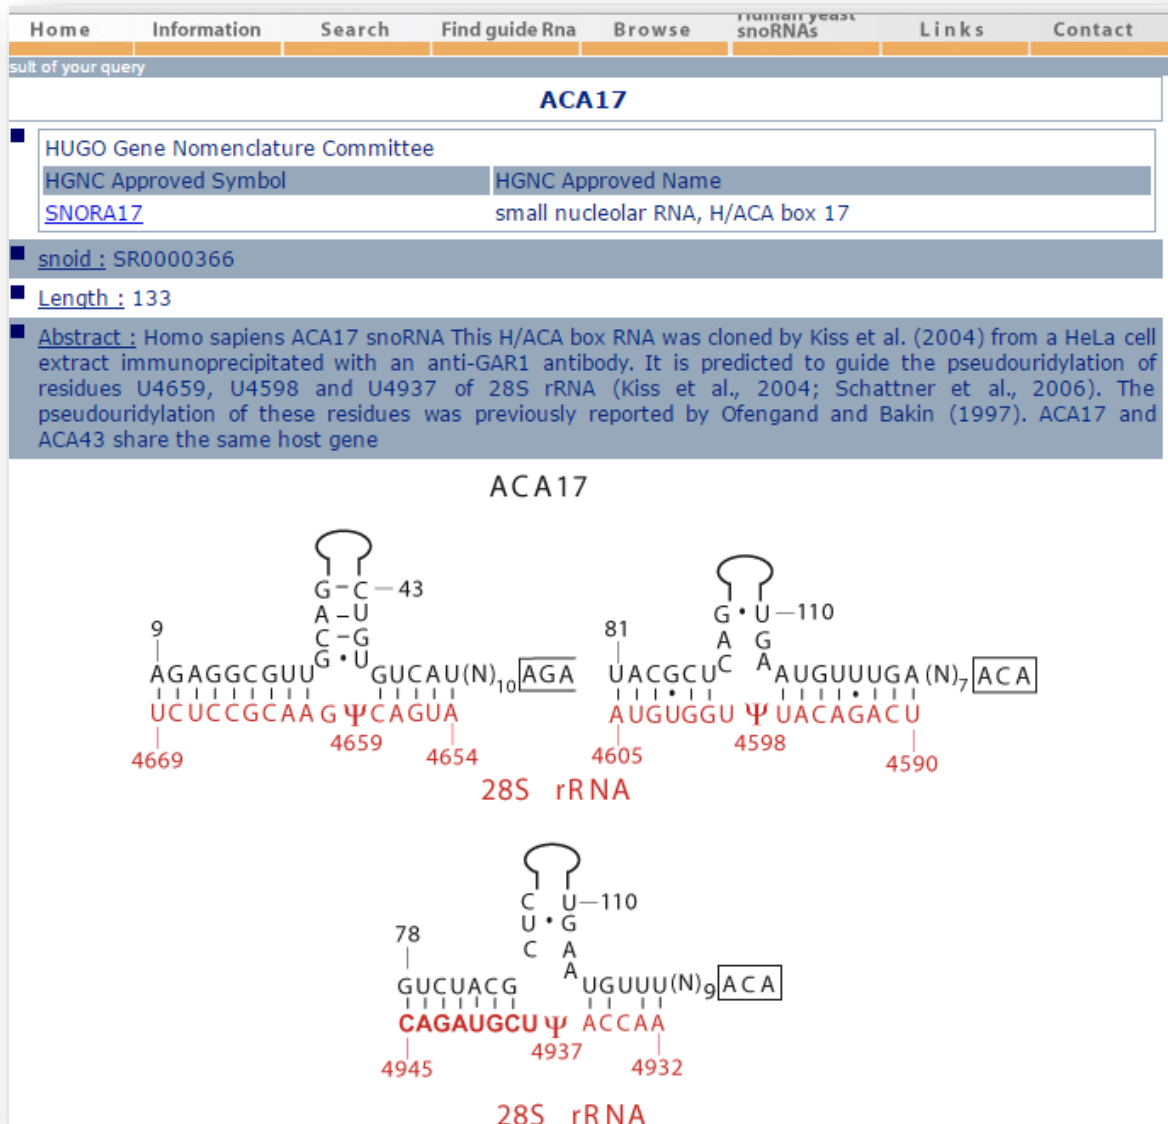 Home Information Search Find guide Rna Browse Human yeast snoRNAs Links Contact
sult of your query
ACA17
HUGO Gene Nomenclature Committee
HGNC Approved Symbol HGNC Approved Name
SNORA17 small nucleolar RNA, H/ACA box 17
snoid : SR0000366
Length : 133
Abstract : Homo sapiens ACA17 snoRNA This H/ACA box RNA was cloned by Kiss et al. (2004) from a HeLa cell
extract immunoprecipitated with an anti-GAR1 antibody. It is predicted to guide the pseudouridylation of
residues U4659, U4598 and U4937 of 28S rRNA (Kiss et al., 2004; Schattner et al., 2006). The
pseudouridylation of these residues was previously reported by Ofengand and Bakin (1997). ACA17 and
ACA43 share the same host gene
ACA17
G–C—43
A–U
C–G
G•U
9
AGAGGCGUU GUCAU(N)10 AGA
UCUCCGCAAGΨCAGUA
4669 4659 4654
G•U—110
A G
C A
81
UACGCU AUGUUUGA(N)7 ACA
AUGUGGU Ψ UACAGACU
4605 4598 4590
28S rRNA
C U—110
U•G
C A
A
78
GUCUACG UGUUU(N)9 ACA
CAGAUGCU Ψ ACCAA
4945 4937 4932
28S rRNA